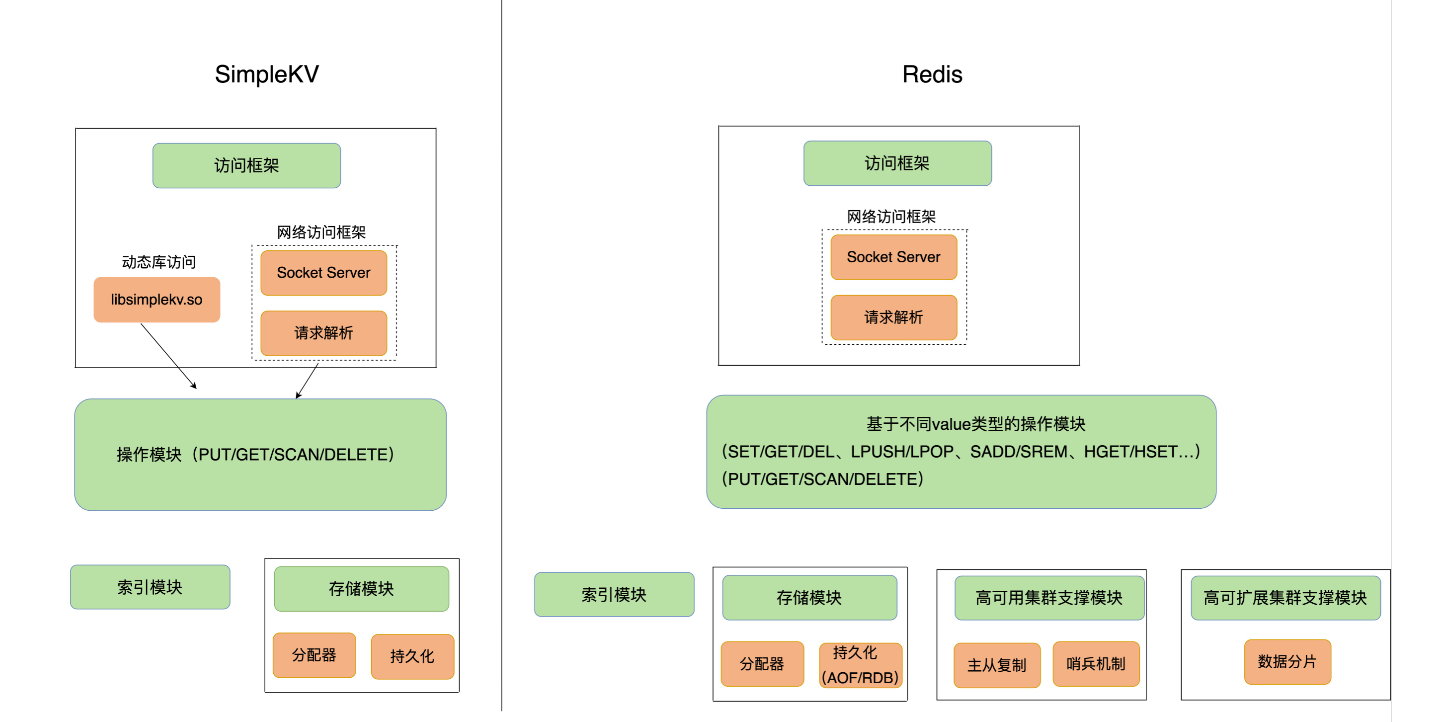 SimpleKV
访问框架
网络访问框架
动态库访问
Socket Server
libsimplekv.so
请求解析
操作模块（PUT/GET/SCAN/DELETE）
索引模块
存储模块
分配器
持久化
Redis
访问框架
网络访问框架
Socket Server
请求解析
基于不同value类型的操作模块
（SET/GET/DEL、LPUSH/LPOP、SADD/SREM、HGET/HSET…）
（PUT/GET/SCAN/DELETE）
索引模块
存储模块
分配器
持久化
（AOF/RDB）
高可用集群支撑模块
主从复制
哨兵机制
高可扩展集群支撑模块
数据分片